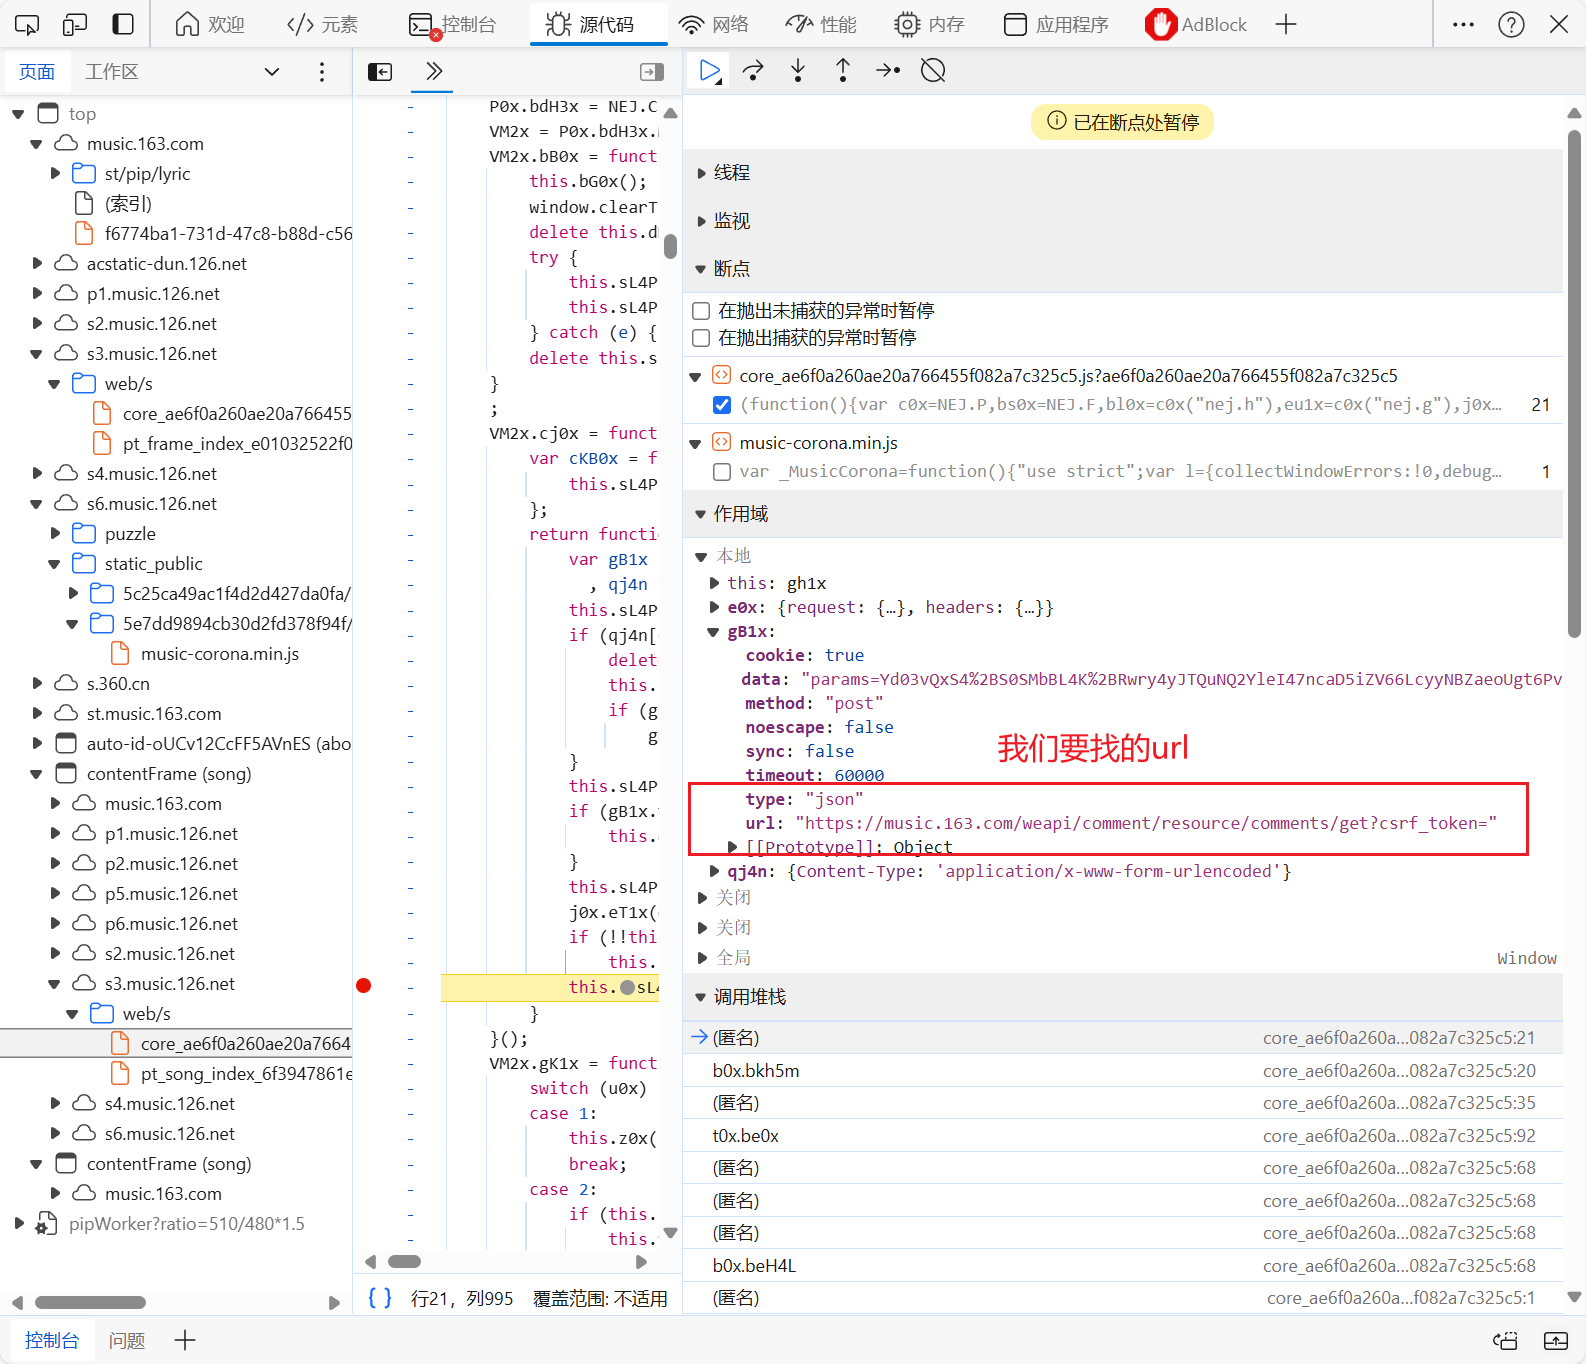 欢迎
元素
控制台
源代码
网络
性能
内存
应用程序
AdBlock
页面
工作区
top
music.163.com
st/pip/lyric
(索引)
f6774ba1-731d-47c8-b88d-c56
acstatic-dun.126.net
p1.music.126.net
s2.music.126.net
s3.music.126.net
web/s
core_ae6f0a260ae20a766455
pt_frame_index_e01032522f0
s4.music.126.net
s6.music.126.net
puzzle
static_public
5c25ca49ac1f4d2d427da0fa/
5e7dd9894cb30d2fd378f94f/
music-corona.min.js
s.360.cn
st.music.163.com
auto-id-oUCv12CcFF5AVnES (abo
contentFrame (song)
music.163.com
p1.music.126.net
p2.music.126.net
p5.music.126.net
p6.music.126.net
s2.music.126.net
s3.music.126.net
web/s
core_ae6f0a260ae20a7664
pt_song_index_6f3947861e
s4.music.126.net
s6.music.126.net
contentFrame (song)
music.163.com
pipWorker?ratio=510/480*1.5
P0x.bdH3x = NEJ.C
VM2x = P0x.bdH3x.
VM2x.bB0x = funct
this.bG0x();
window.clearT
delete this.d
try {
this.sL4P
this.sL4P
} catch (e) {
delete this.s
}
;
VM2x.cj0x = funct
var cKB0x = f
this.sL4P
};
return functi
var gB1x
, qj4n
this.sL4P
if (qj4n[
delete
this.
if (g
g
}
this.sL4P
if (gB1x.
this.
}
this.sL4P
j0x.eT1x(
if (!!thi
this.
this.sL4
}
}();
VM2x.gK1x = funct
switch (u0x)
case 1:
this.z0x(
break;
case 2:
if (this.
this.
{ } 行21，列995 覆盖范围: 不适用
已在断点处暂停
线程
监视
断点
在抛出未捕获的异常时暂停
在抛出捕获的异常时暂停
core_ae6f0a260ae20a766455f082a7c325c5.js?ae6f0a260ae20a766455f082a7c325c5
(function(){var c0x=NEJ.P,bs0x=NEJ.F,bl0x=c0x("nej.h"),eu1x=c0x("nej.g"),j0x… 21
music-corona.min.js
var _MusicCorona=function(){"use strict";var l={collectWindowErrors:!0,debug… 1
作用域
本地
this: gh1x
e0x: {request: {…}, headers: {…}}
gB1x:
cookie: true
data: "params=Yd03vQxS4%2BS0SMbBL4K%2BRwry4yJTQuNQ2YleI47ncaD5iZV66LcyyNBZaeoUgt6Pv
method: "post"
noescape: false
sync: false
timeout: 60000
我们要找的url
type: "json"
url: "https://music.163.com/weapi/comment/resource/comments/get?csrf_token="
[[Prototype]]: Object
qj4n: {Content-Type: 'application/x-www-form-urlencoded'}
关闭
关闭
全局 Window
调用堆栈
(匿名) core_ae6f0a260a…082a7c325c5:21
b0x.bkh5m core_ae6f0a260a…082a7c325c5:20
(匿名) core_ae6f0a260a…082a7c325c5:35
t0x.be0x core_ae6f0a260a…082a7c325c5:92
(匿名) core_ae6f0a260a…082a7c325c5:68
(匿名) core_ae6f0a260a…082a7c325c5:68
(匿名) core_ae6f0a260a…082a7c325c5:68
b0x.beH4L core_ae6f0a260a…082a7c325c5:68
(匿名) core_ae6f0a260a…f082a7c325c5:1
控制台
问题